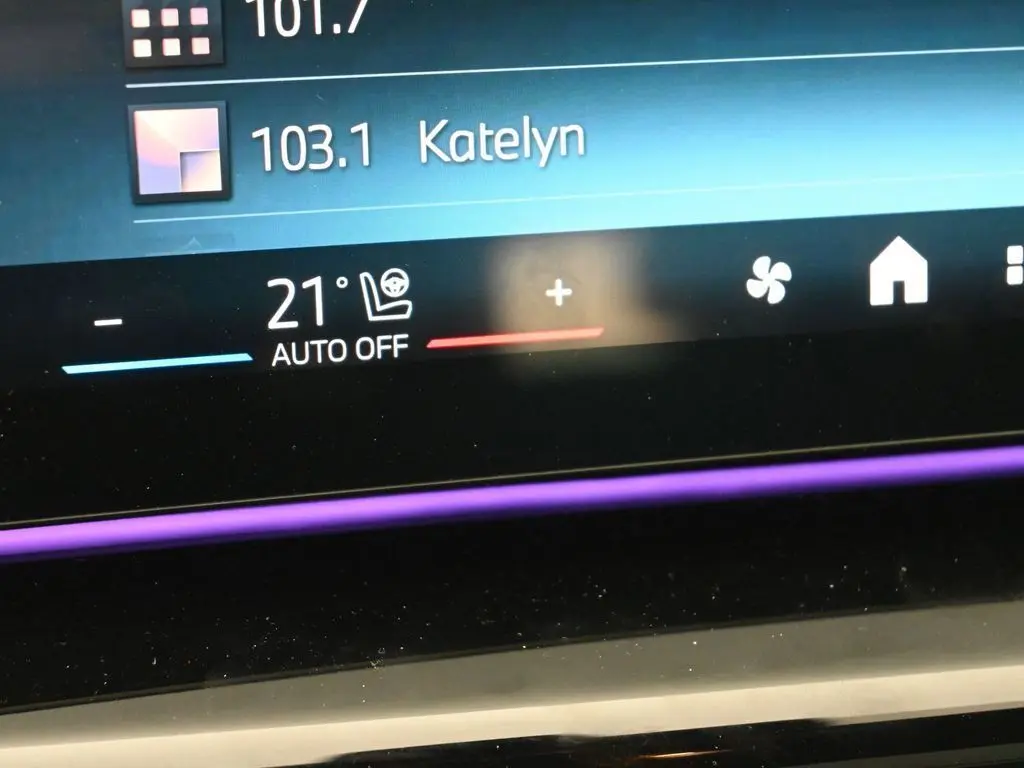 101.7
103.1 Katelyn
− 21° +
AUTO OFF